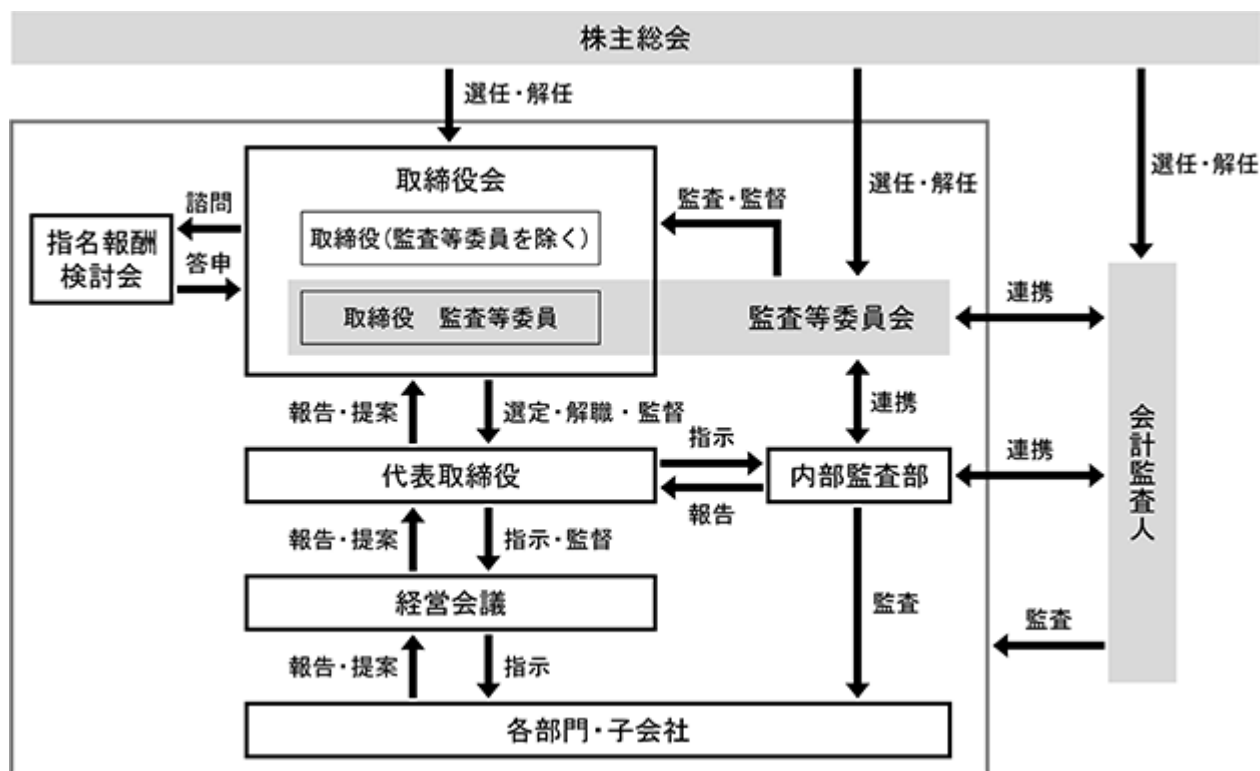 株主総会
選任・解任
選任・解任
選任・解任
取締役会
監査・監督
諮問
取締役(監査等委員を除く)
指名報酬
検討会
答申
取締役　監査等委員
監査等委員会
連携
報告・提案
選定・解職・監督
連携
指示
代表取締役
内部監査部
連携
会計監査人
報告
報告・提案
指示・監督
経営会議
監査
監査
報告・提案
指示
各部門・子会社